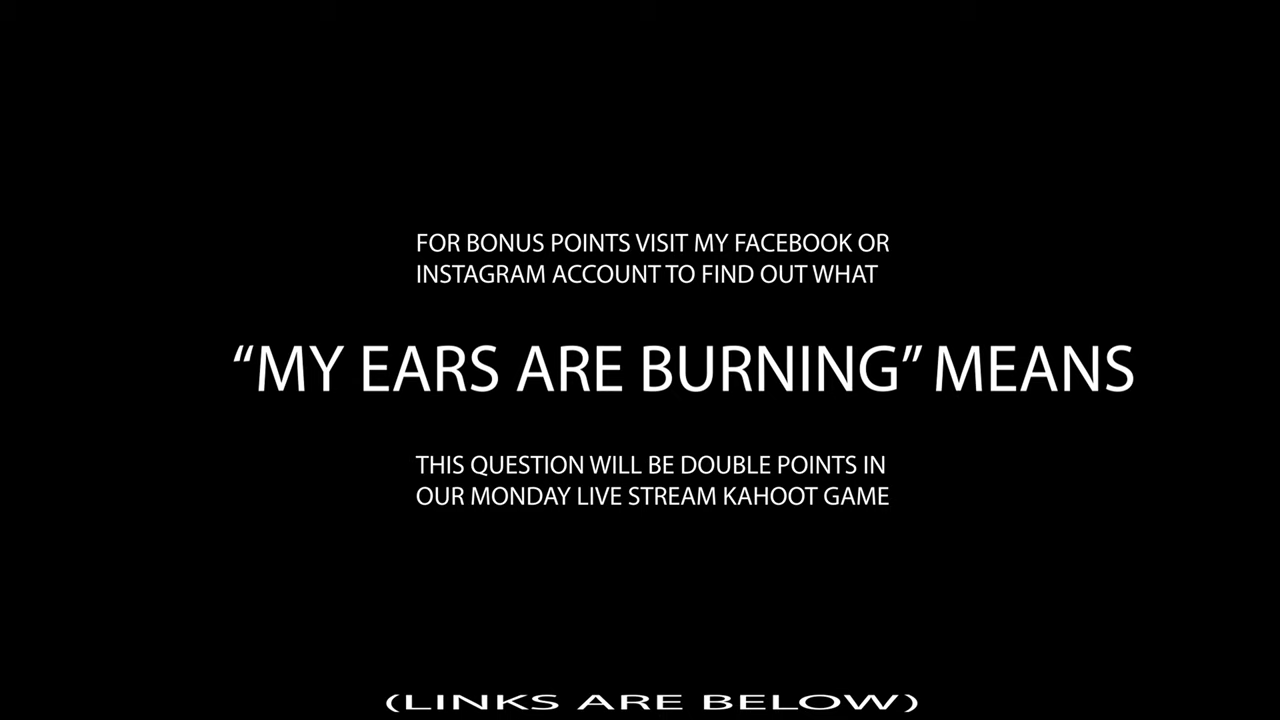 FOR BONUS POINTS VISIT MY FACEBOOK OR
INSTAGRAM ACCOUNT TO FIND OUT WHAT
“MY EARS ARE BURNING” MEANS
THIS QUESTION WILL BE DOUBLE POINTS IN
OUR MONDAY LIVE STREAM KAHOOT GAME
(LINKS ARE BELOW)